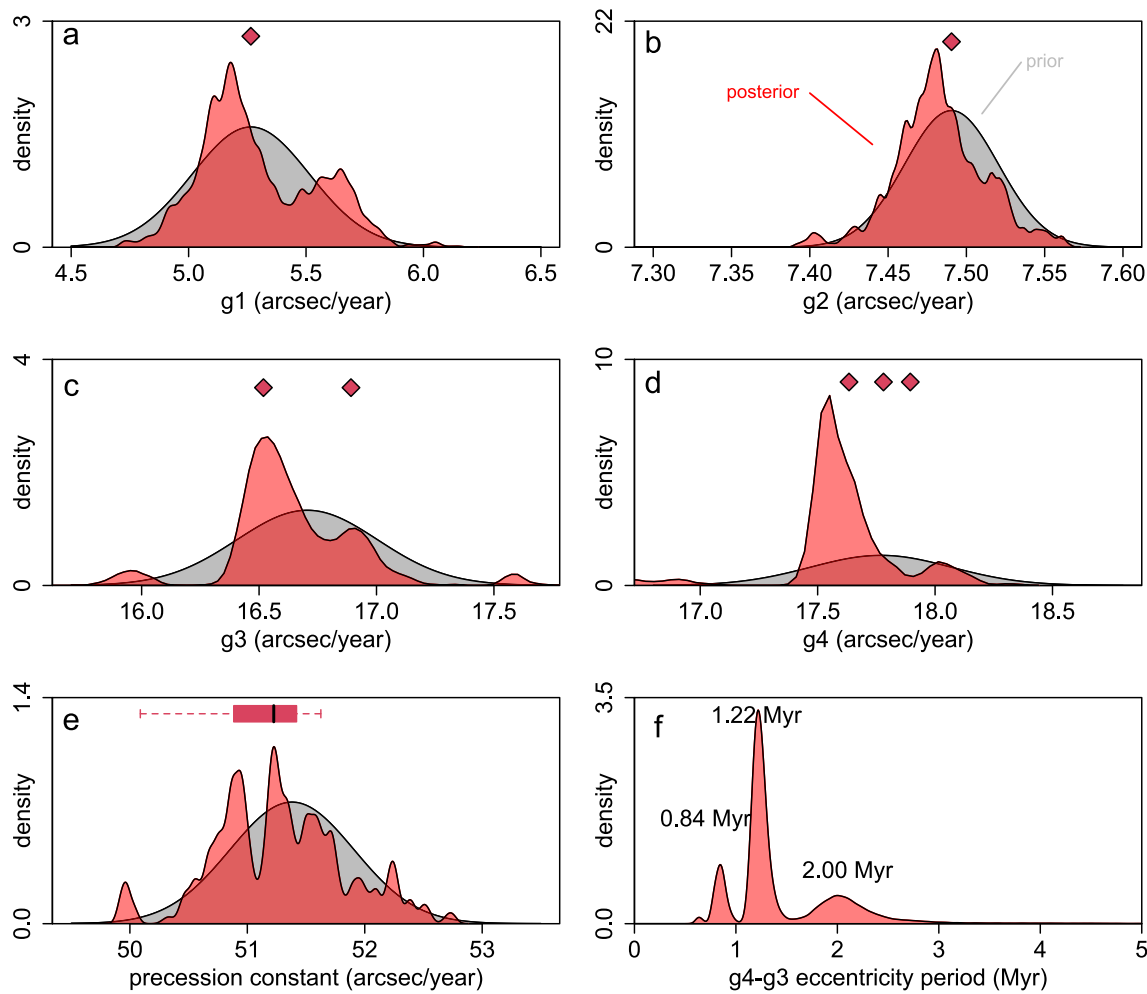 3
a
density
0
4.5 5.0 5.5 6.0 6.5
g1 (arcsec/year)
22
b
prior
posterior
density
0
7.30 7.35 7.40 7.45 7.50 7.55 7.60
g2 (arcsec/year)
4
c
density
0
16.0 16.5 17.0 17.5
g3 (arcsec/year)
10
d
density
0
17.0 17.5 18.0 18.5
g4 (arcsec/year)
1.4
e
density
0.0
50 51 52 53
precession constant (arcsec/year)
3.5
f
1.22 Myr
0.84 Myr
2.00 Myr
density
0.0
0 1 2 3 4 5
g4-g3 eccentricity period (Myr)